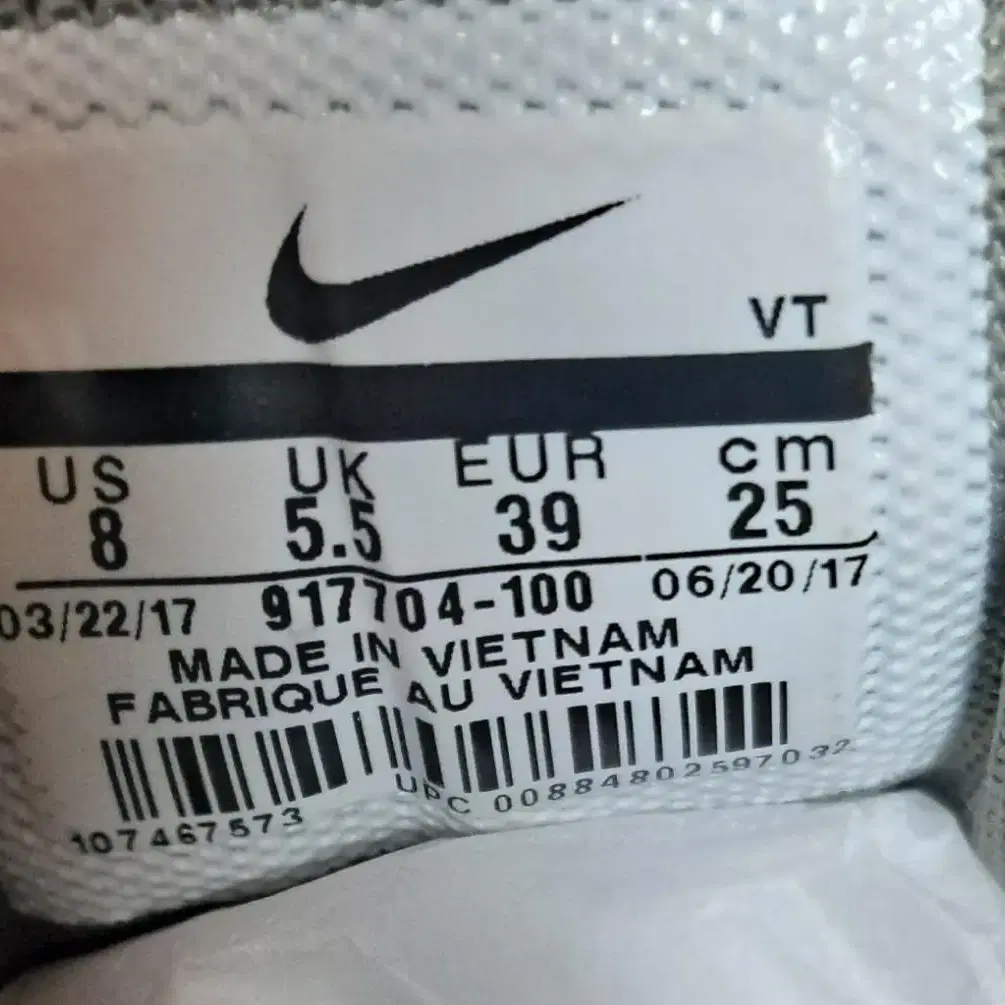 VT
US UK EUR cm
8 5.5 39 25
03/22/17 917704-100 06/20/17
MADE IN VIETNAM
FABRIQUE AU VIETNAM
107467573 UPC 00884802597032